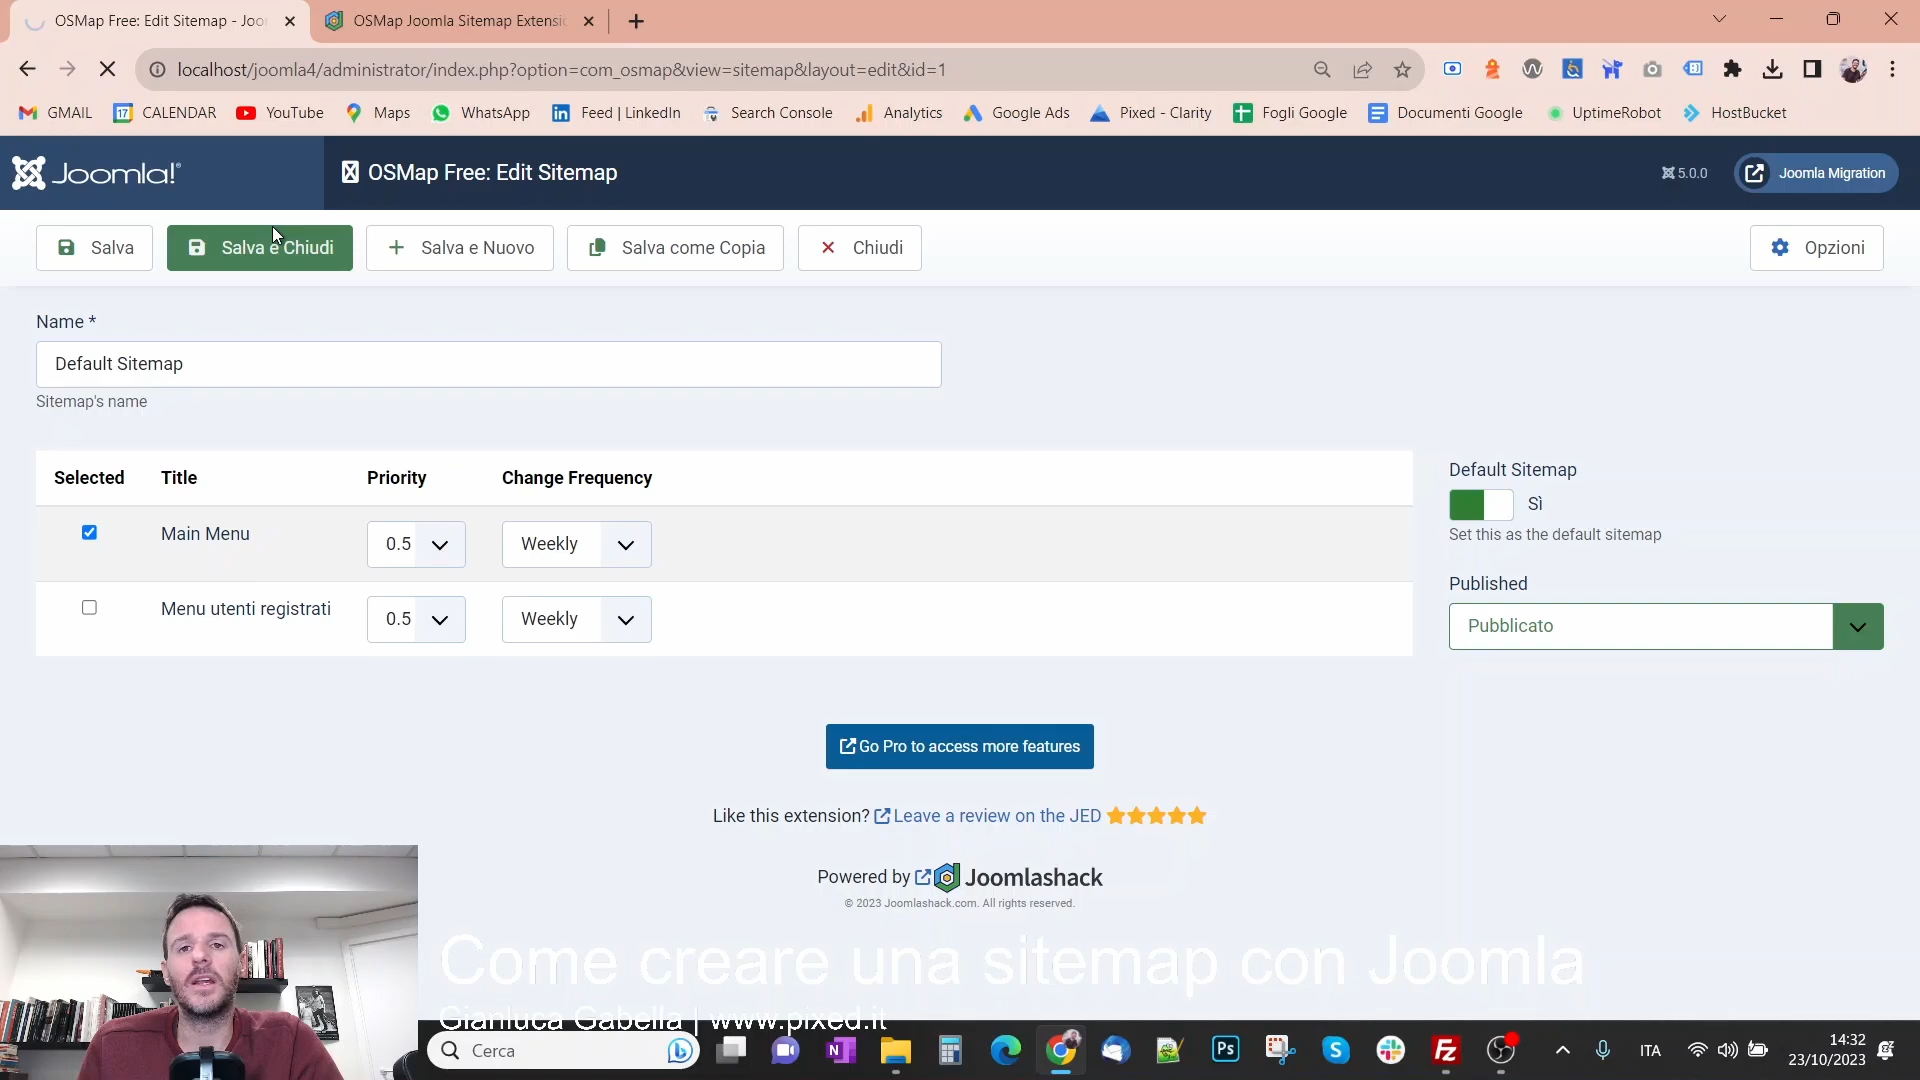 OSMap Free: Edit Sitemap - Joo
OSMap Joomla Sitemap Extensi
localhost/joomla4/administrator/index.php?option=com_osmap&view=sitemap&layout=edit&id=1
GMAIL
17
CALENDAR
YouTube
Maps
WhatsApp
Feed | LinkedIn
Search Console
Analytics
Google Ads
Pixed - Clarity
Fogli Google
Documenti Google
UptimeRobot
HostBucket
Joomla!®
OSMap Free: Edit Sitemap
5.0.0
Joomla Migration
Salva
Salva e Chiudi
Salva e Nuovo
Salva come Copia
Chiudi
Opzioni
Name *
Default Sitemap
Sitemap's name
Selected Title Priority Change Frequency
Main Menu 0.5 Weekly
Menu utenti registrati 0.5 Weekly
Default Sitemap
Sì
Set this as the default sitemap
Published
Pubblicato
Go Pro to access more features
Like this extension? Leave a review on the JED
Powered by Joomlashack
© 2023 Joomlashack.com. All rights reserved.
Come creare una sitemap con Joomla
Gianluca Gabella | www.pixed.it
Cerca
N
Ps
S
Fz
ITA
14:32
23/10/2023